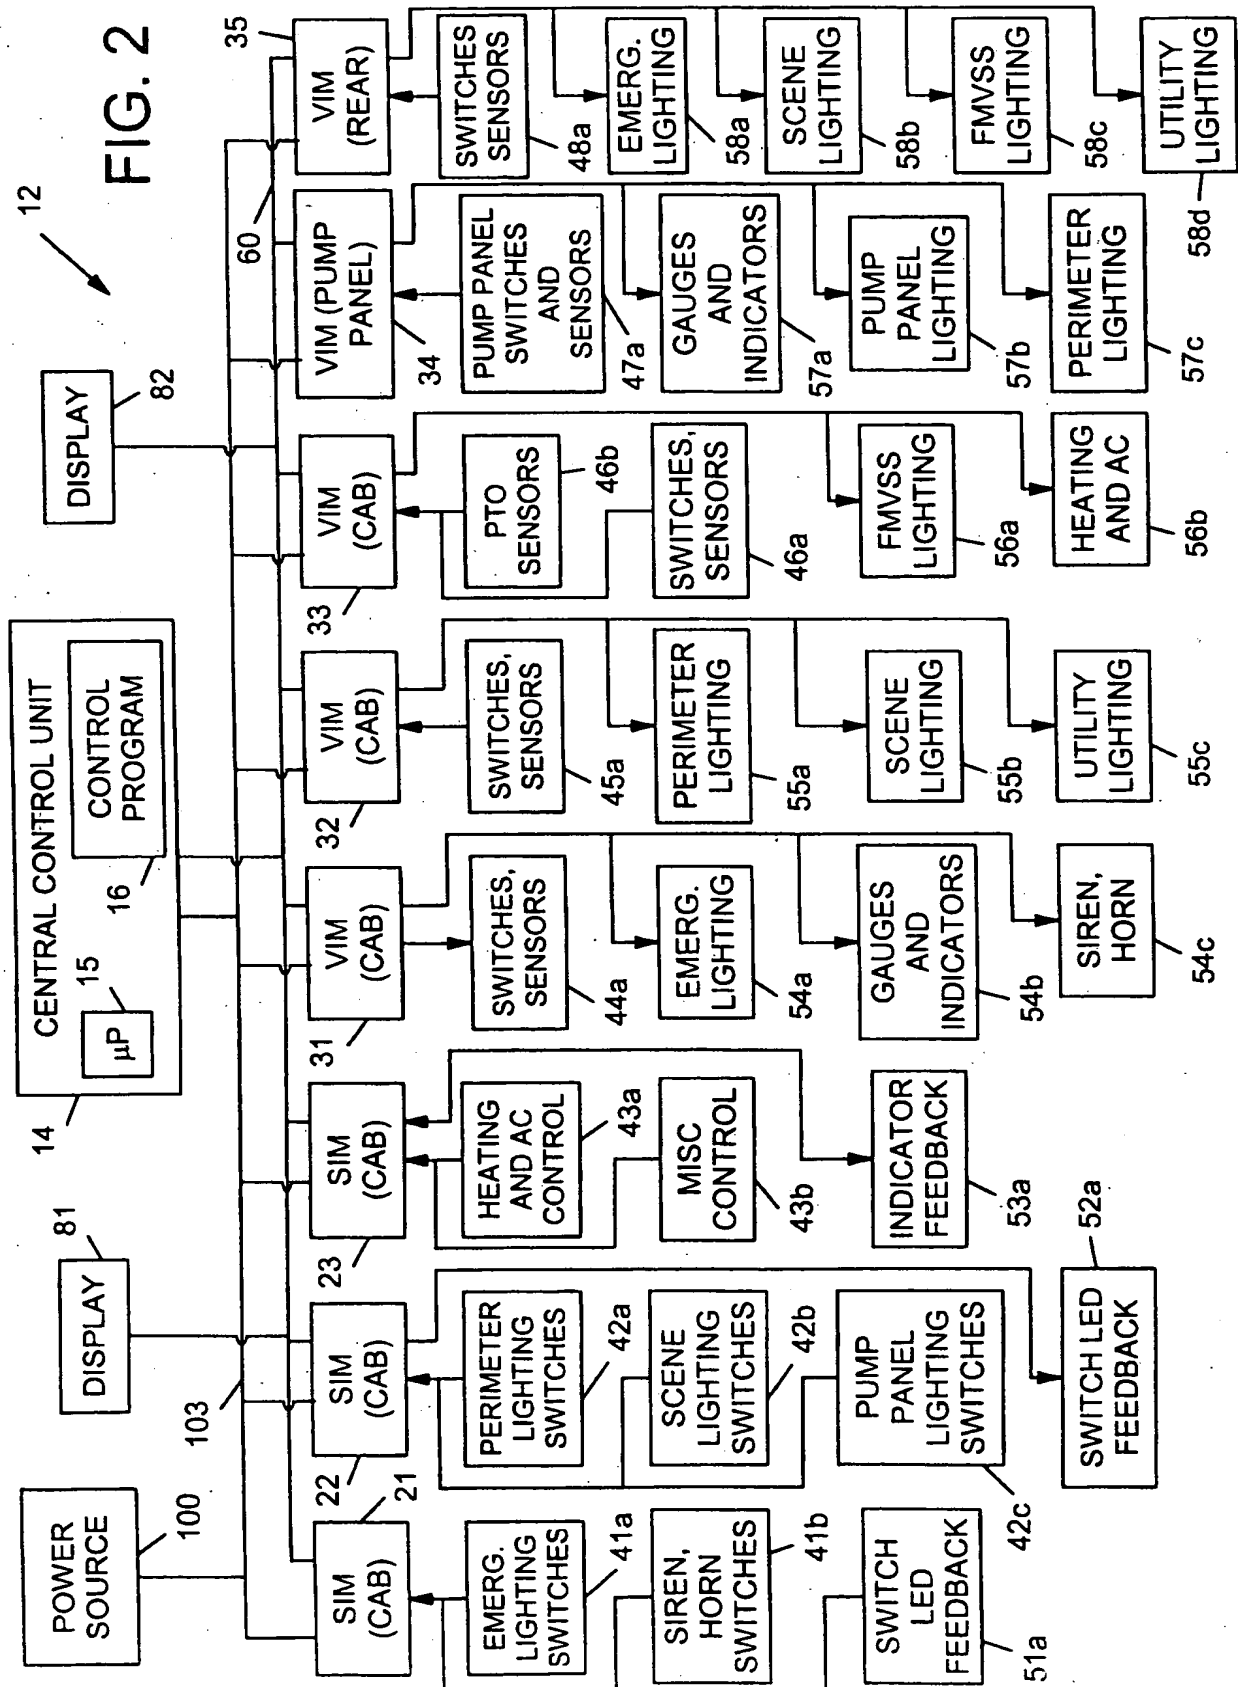 FIG. 2
12
POWER
SOURCE
100
103
DISPLAY
81
CENTRAL CONTROL UNIT
14
μP
15
CONTROL
PROGRAM
16
DISPLAY
82
60
SIM
(CAB)
21
EMERG.
LIGHTING
SWITCHES
41a
SIREN,
HORN
SWITCHES
41b
SWITCH
LED
FEEDBACK
51a
SIM
(CAB)
22
PERIMETER
LIGHTING
SWITCHES
42a
SCENE
LIGHTING
SWITCHES
42b
PUMP
PANEL
LIGHTING
SWITCHES
42c
SWITCH LED
FEEDBACK
52a
SIM
(CAB)
23
HEATING
AND AC
CONTROL
43a
MISC
CONTROL
43b
INDICATOR
FEEDBACK
53a
VIM
(CAB)
31
SWITCHES,
SENSORS
44a
EMERG.
LIGHTING
54a
GAUGES
AND
INDICATORS
54b
SIREN,
HORN
54c
VIM
(CAB)
32
SWITCHES,
SENSORS
45a
PERIMETER
LIGHTING
55a
SCENE
LIGHTING
55b
UTILITY
LIGHTING
55c
VIM
(CAB)
33
PTO
SENSORS
46b
SWITCHES,
SENSORS
46a
FMVSS
LIGHTING
56a
HEATING
AND AC
56b
VIM (PUMP
PANEL)
34
PUMP PANEL
SWITCHES
AND
SENSORS
47a
GAUGES
AND
INDICATORS
57a
PUMP
PANEL
LIGHTING
57b
PERIMETER
LIGHTING
57c
VIM
(REAR)
35
SWITCHES
SENSORS
48a
EMERG.
LIGHTING
58a
SCENE
LIGHTING
58b
FMVSS
LIGHTING
58c
UTILITY
LIGHTING
58d